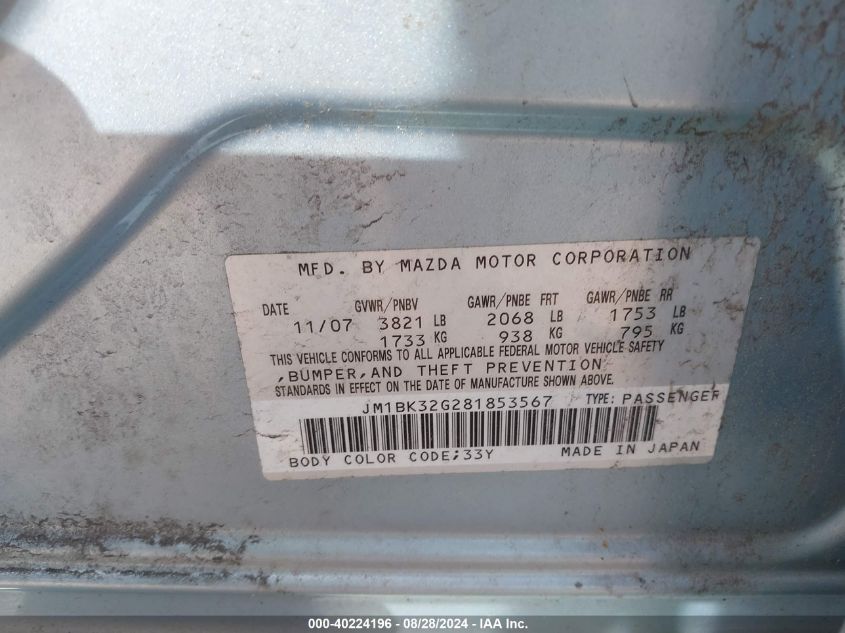 MFD. BY MAZDA MOTOR CORPORATION
DATE GVWR/PNBV GAWR/PNBE FRT GAWR/PNBE RR
11/07 3821 LB 2068 LB 1753 LB
1733 KG 938 KG 795 KG
THIS VEHICLE CONFORMS TO ALL APPLICABLE FEDERAL MOTOR VEHICLE SAFETY
,BUMPER,AND THEFT PREVENTION
STANDARDS IN EFFECT ON THE DATE OF MANUFACTURE SHOWN ABOVE.
JM1BK32G281853567 TYPE: PASSENGER
BODY COLOR CODE;33Y MADE IN JAPAN
000-40224196 - 08/28/2024 - IAA Inc.